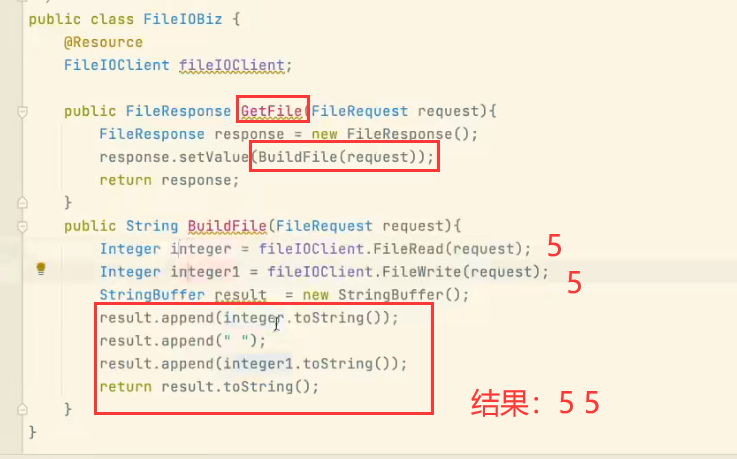 public class FileIOBiz {
@Resource
FileIOClient fileIOClient;
public FileResponse GetFile(FileRequest request){
FileResponse response = new FileResponse();
response.setValue(BuildFile(request));
return response;
}
public String BuildFile(FileRequest request){
Integer integer = fileIOClient.FileRead(request); 5
Integer integer1 = fileIOClient.FileWrite(request); 5
StringBuffer result  = new StringBuffer();
result.append(integer.toString());
result.append(" ");
result.append(integer1.toString());
return result.toString();
结果：5 5
}
}